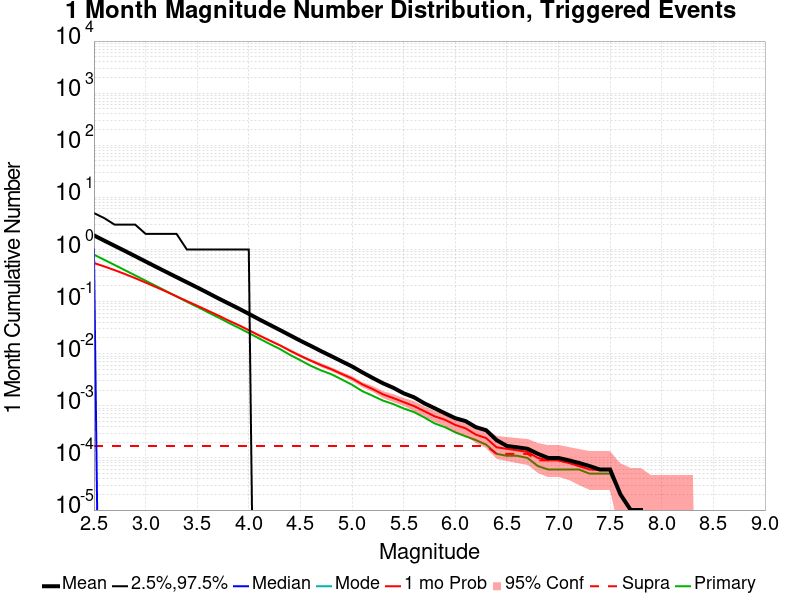 1 Month Magnitude Number Distribution, Triggered Events
1 Month Cumulative Number
10 4
10 3
10 2
10 1
10 0
10 -1
10 -2
10 -3
10 -4
10 -5
2.5 3.0 3.5 4.0 4.5 5.0 5.5 6.0 6.5 7.0 7.5 8.0 8.5 9.0
Magnitude
Mean 2.5%,97.5% Median Mode 1 mo Prob 95% Conf Supra Primary